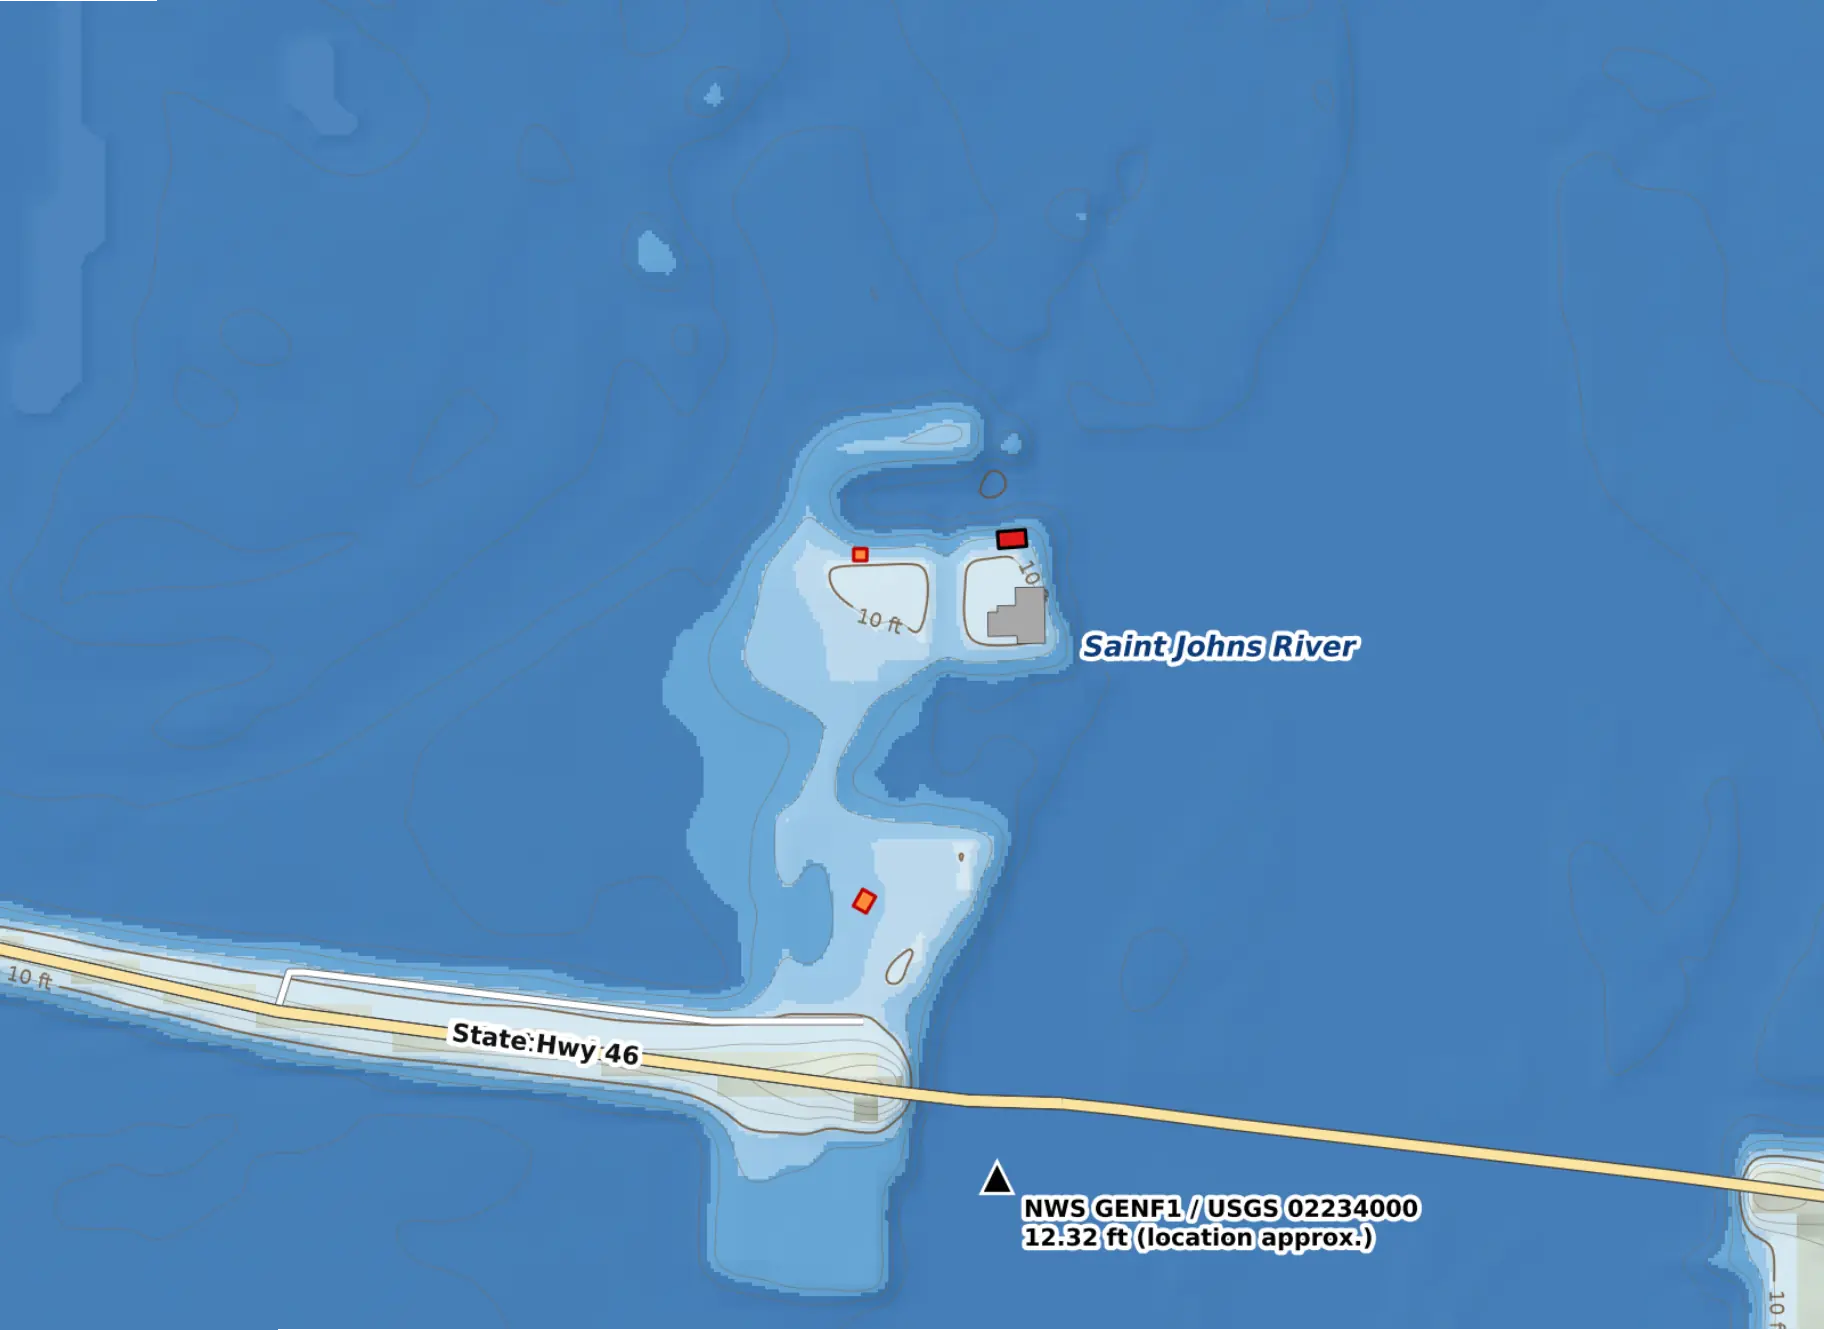 10 ft
10 ft
Saint Johns River
10 ft
State Hwy 46
NWS GENF1 / USGS 02234000
12.32 ft (location approx.)
10 f